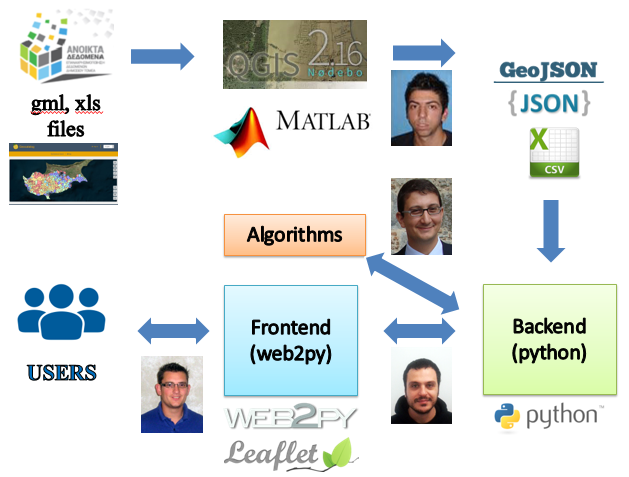 ΑΝΟΙΚΤΑ
ΔΕΔΟΜΕΝΑ
gml, xls
files
QGIS 2.16
Nødebo
MATLAB
GeoJSON
{JSON}
X
CSV
Algorithms
USERS
Frontend
(web2py)
Backend
(python)
WEB2PY
Leaflet
python™